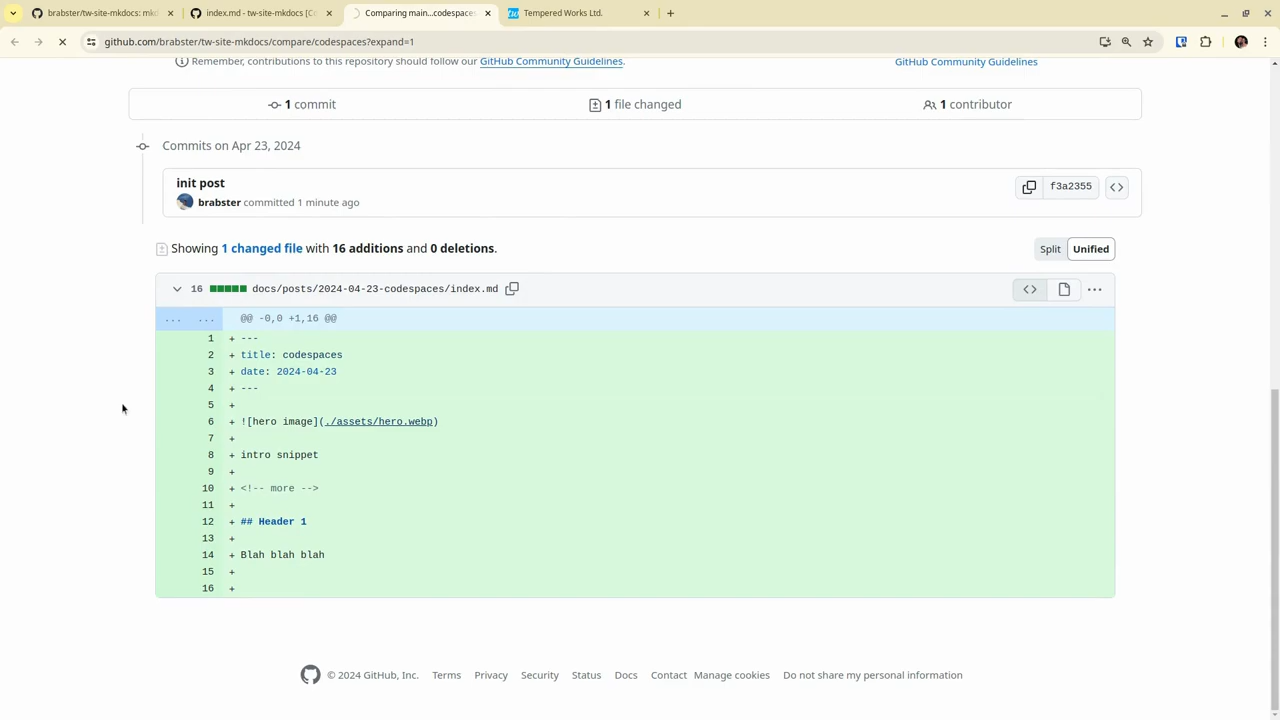 brabster/tw-site-mkdocs: mkd
index.md - tw-site-mkdocs [Co
Comparing main...codespaces
Tempered Works Ltd.
github.com/brabster/tw-site-mkdocs/compare/codespaces?expand=1
Remember, contributions to this repository should follow our GitHub Community Guidelines.
GitHub Community Guidelines
1 commit
1 file changed
1 contributor
Commits on Apr 23, 2024
init post
brabster committed 1 minute ago
f3a2355
Showing 1 changed file with 16 additions and 0 deletions.
Split
Unified
16 docs/posts/2024-04-23-codespaces/index.md
... ... @@ -0,0 +1,16 @@
1 + ---
2 + title: codespaces
3 + date: 2024-04-23
4 + ---
5 +
6 + ![hero image](./assets/hero.webp)
7 +
8 + intro snippet
9 +
10 + <!-- more -->
11 +
12 + ## Header 1
13 +
14 + Blah blah blah
15 +
16 +
© 2024 GitHub, Inc. Terms Privacy Security Status Docs Contact Manage cookies Do not share my personal information